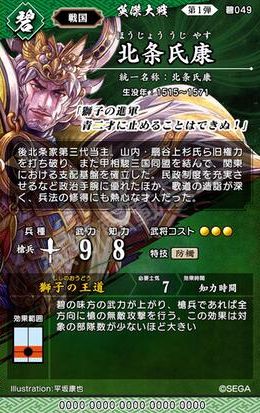 碧
戦国
英傑大戦
第1弾
碧049
ほうじょう うじ やす
北条氏康
統一名称：北条氏康
生没年 1515～1571
「獅子の進軍
青二才に止めることはできぬ！」
後北条家第三代当主。山内・扇谷上杉氏ら旧権力
を打ち破り、また甲相駿三国同盟を結んで、関東
における支配基盤を確立した。民政制度を充実さ
せるなど政治手腕に優れたほか、歌道の造詣が深
く、兵法の修得にも熱心な才人だった。
兵種
武力
知力
武将コスト
槍兵
9
8
特技
防柵
ししのおうどう
獅子の王道
必要士気
7
効果時間
知力時間
効果範囲
碧の味方の武力が上がり、槍兵であれば全
方向に槍の無敵攻撃を行う。この効果は対
象の部隊数が少ないほど大きい
Illustration:平坂康也
©SEGA
0000-0000-0000-0000-0000